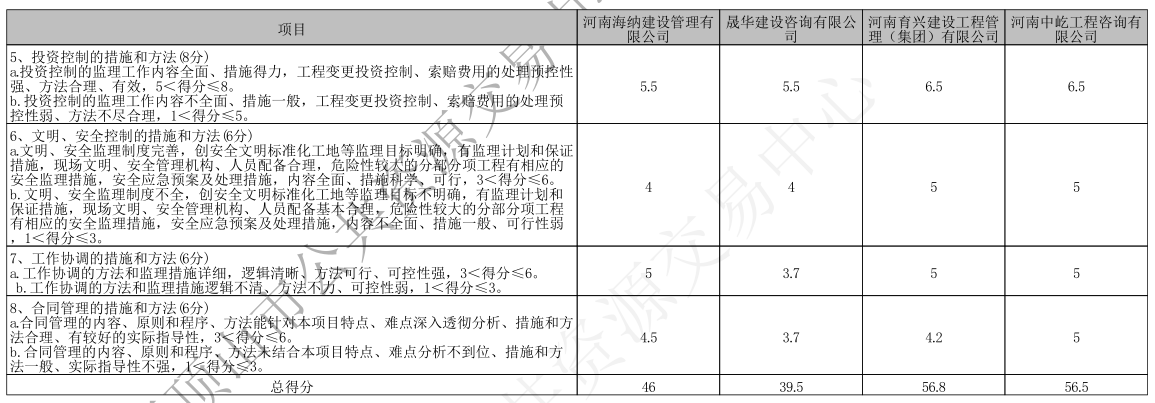 项目
河南海纳建设管理有
限公司
晟华建设咨询有限公
司
河南育兴建设工程管
理（集团）有限公司
河南中屹工程咨询有
限公司
5、投资控制的措施和方法(8分)
a.投资控制的监理工作内容全面、措施得力，工程变更投资控制、索赔费用的处理预控性
强、方法合理、有效，5＜得分≤8。
b.投资控制的监理工作内容不全面、措施一般，工程变更投资控制、索赔费用的处理预
控性弱、方法不尽合理，1＜得分≤5。
5.5
5.5
6.5
6.5
6、文明、安全控制的措施和方法(6分)
a.文明、安全监理制度完善，创安全文明标准化工地等监理目标明确，有监理计划和保证
措施，现场文明、安全管理机构、人员配备合理，危险性较大的分部分项工程有相应的
安全监理措施，安全应急预案及处理措施，内容全面、措施科学、可行，3＜得分≤6。
b.文明、安全监理制度不全，创安全文明标准化工地等监理目标不明确，有监理计划和
保证措施，现场文明、安全管理机构、人员配备基本合理，危险性较大的分部分项工程
有相应的安全监理措施，安全应急预案及处理措施，内容不全面、措施一般、可行性弱
，1＜得分≤3。
4
4
5
5
7、工作协调的措施和方法(6分)
a.工作协调的方法和监理措施详细，逻辑清晰、方法可行、可控性强，3＜得分≤6。
b.工作协调的方法和监理措施逻辑不清、方法不力、可控性弱，1＜得分≤3。
5
3.7
5
5
8、合同管理的措施和方法(6分)
a.合同管理的内容、原则和程序、方法能针对本项目特点、难点深入透彻分析、措施和方
法合理、有较好的实际指导性，3＜得分≤6。
b.合同管理的内容、原则和程序、方法未结合本项目特点、难点分析不到位、措施和方
法一般、实际指导性不强，1＜得分≤3。
4.5
3.7
4.2
5
总得分
46
39.5
56.8
56.5
顶山市公共资源交易中
共资源交易中心